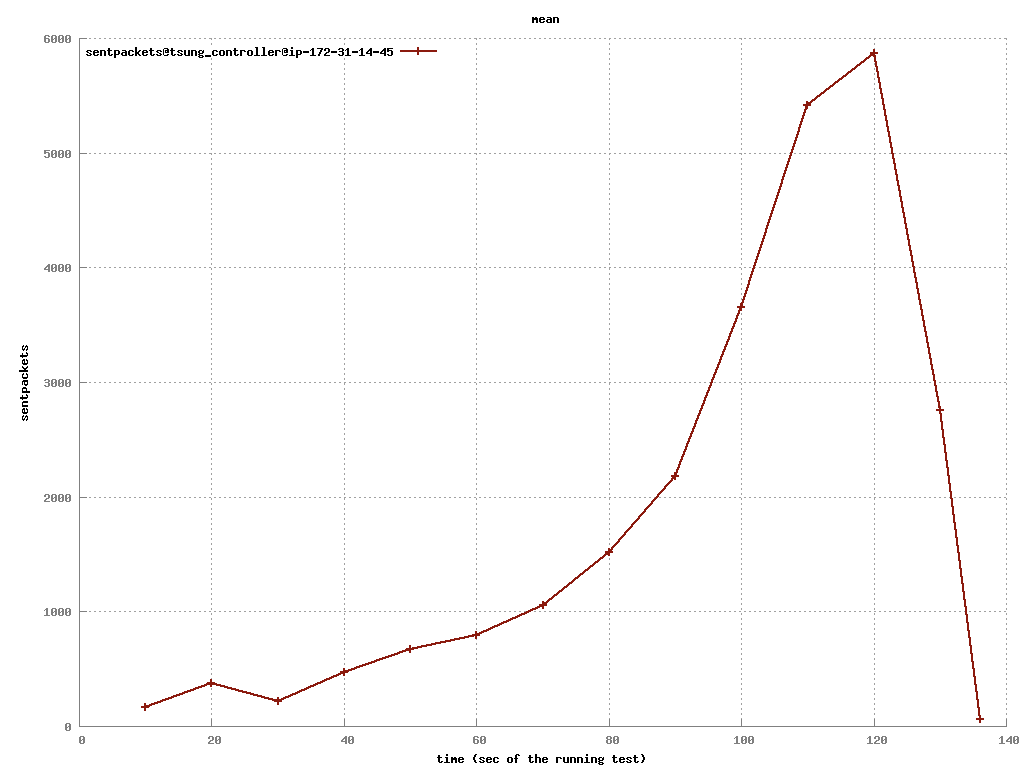 mean
6000
sentpackets@tsung_controller@ip-172-31-14-45
5000
4000
3000
2000
1000
0
sentpackets
0 20 40 60 80 100 120 140
time (sec of the running test)